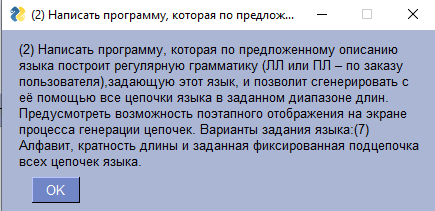 (2) Написать программу, которая по предлож...
(2) Написать программу, которая по предложенному описанию
языка построит регулярную грамматику (ЛЛ или ПЛ – по заказу
пользователя),задающую этот язык, и позволит сгенерировать с
её помощью все цепочки языка в заданном диапазоне длин.
Предусмотреть возможность поэтапного отображения на экране
процесса генерации цепочек. Варианты задания языка:(7)
Алфавит, кратность длины и заданная фиксированная подцепочка
всех цепочек языка.
OK